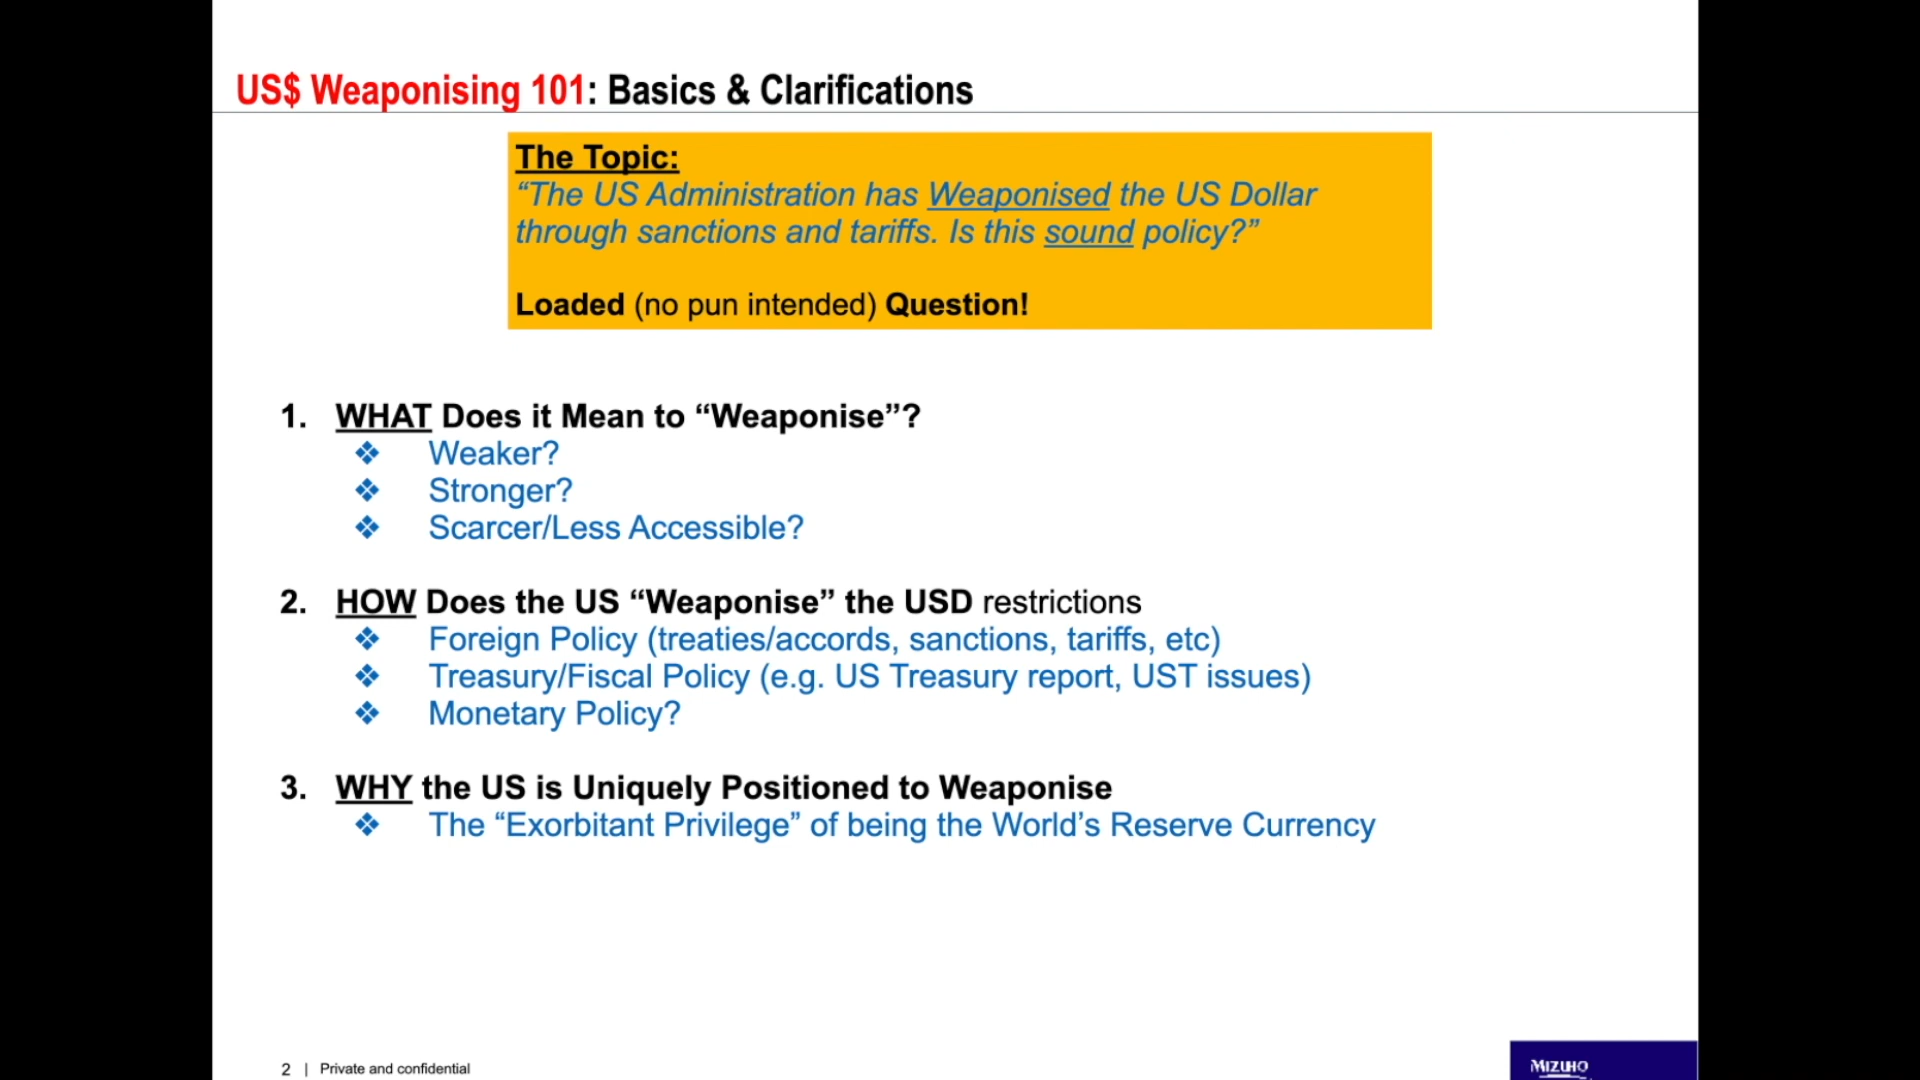 US$ Weaponising 101: Basics & Clarifications
The Topic:
“The US Administration has Weaponised the US Dollar
through sanctions and tariffs. Is this sound policy?”
Loaded (no pun intended) Question!
1. WHAT Does it Mean to “Weaponise”?
❖ Weaker?
❖ Stronger?
❖ Scarcer/Less Accessible?
2. HOW Does the US “Weaponise” the USD restrictions
❖ Foreign Policy (treaties/accords, sanctions, tariffs, etc)
❖ Treasury/Fiscal Policy (e.g. US Treasury report, UST issues)
❖ Monetary Policy?
3. WHY the US is Uniquely Positioned to Weaponise
❖ The “Exorbitant Privilege” of being the World’s Reserve Currency
2 | Private and confidential
MIZUHO